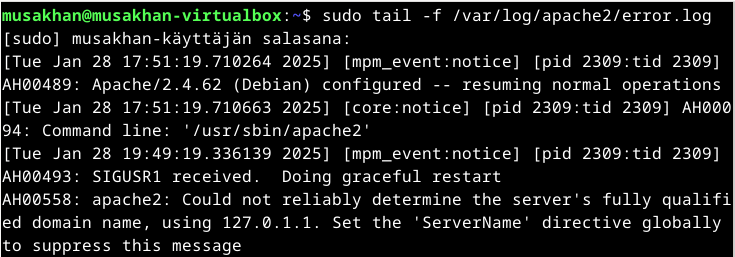 musakhan@musakhan-virtualbox:~$ sudo tail -f /var/log/apache2/error.log
[sudo] musakhan-käyttäjän salasana:
[Tue Jan 28 17:51:19.710264 2025] [mpm_event:notice] [pid 2309:tid 2309]
AH00489: Apache/2.4.62 (Debian) configured -- resuming normal operations
[Tue Jan 28 17:51:19.710663 2025] [core:notice] [pid 2309:tid 2309] AH000
94: Command line: '/usr/sbin/apache2'
[Tue Jan 28 19:49:19.336139 2025] [mpm_event:notice] [pid 2309:tid 2309]
AH00493: SIGUSR1 received.  Doing graceful restart
AH00558: apache2: Could not reliably determine the server's fully qualifi
ed domain name, using 127.0.1.1. Set the 'ServerName' directive globally
to suppress this message